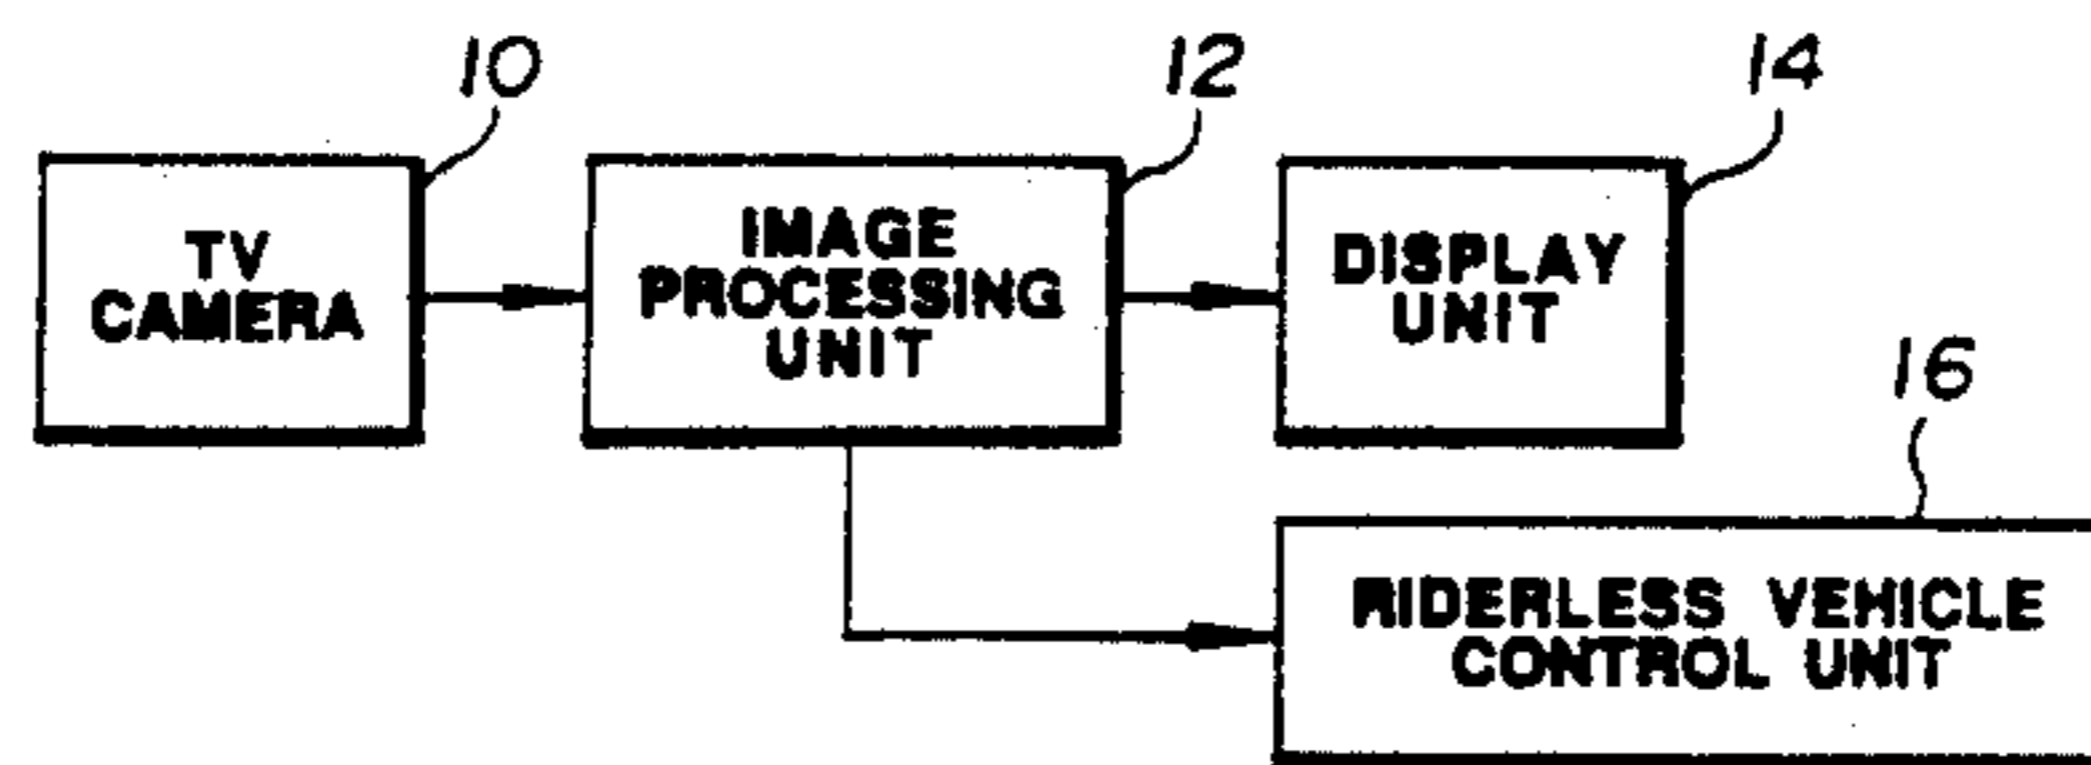 10
12
14
TV
CAMERA
IMAGE
PROCESSING
UNIT
DISPLAY
UNIT
16
RIDERLESS VEHICLE
CONTROL UNIT